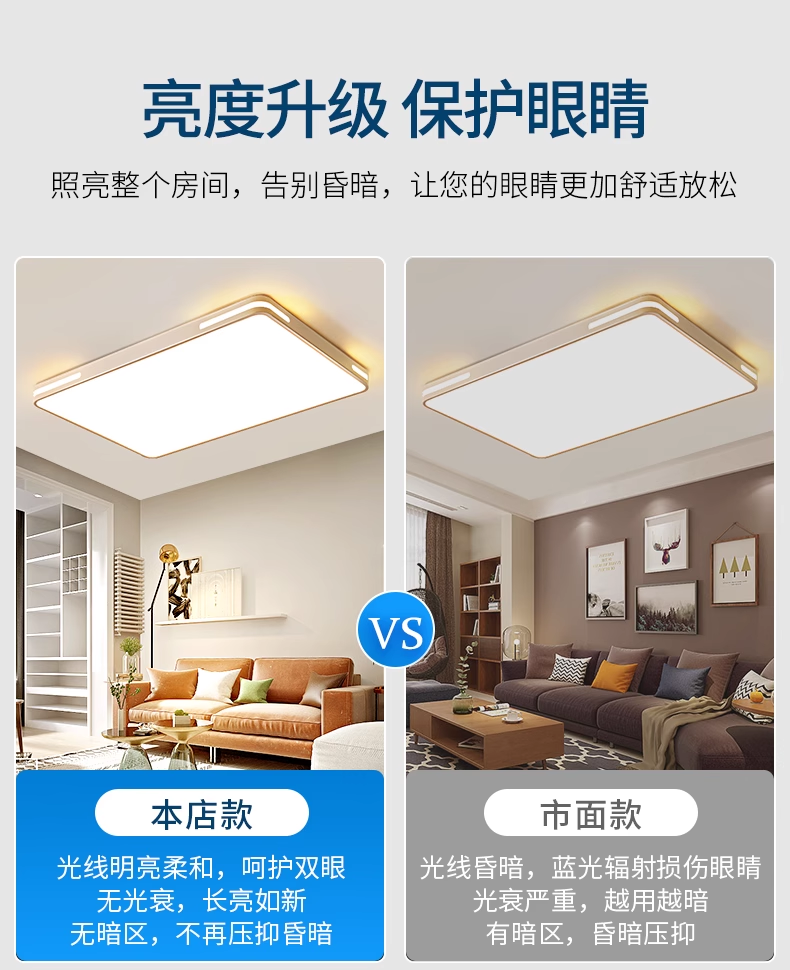 亮度升级 保护眼睛
照亮整个房间，告别昏暗，让您的眼睛更加舒适放松
VS
本店款
光线明亮柔和，呵护双眼
无光衰，长亮如新
无暗区，不再压抑昏暗
市面款
光线昏暗，蓝光辐射损伤眼睛
光衰严重，越用越暗
有暗区，昏暗压抑